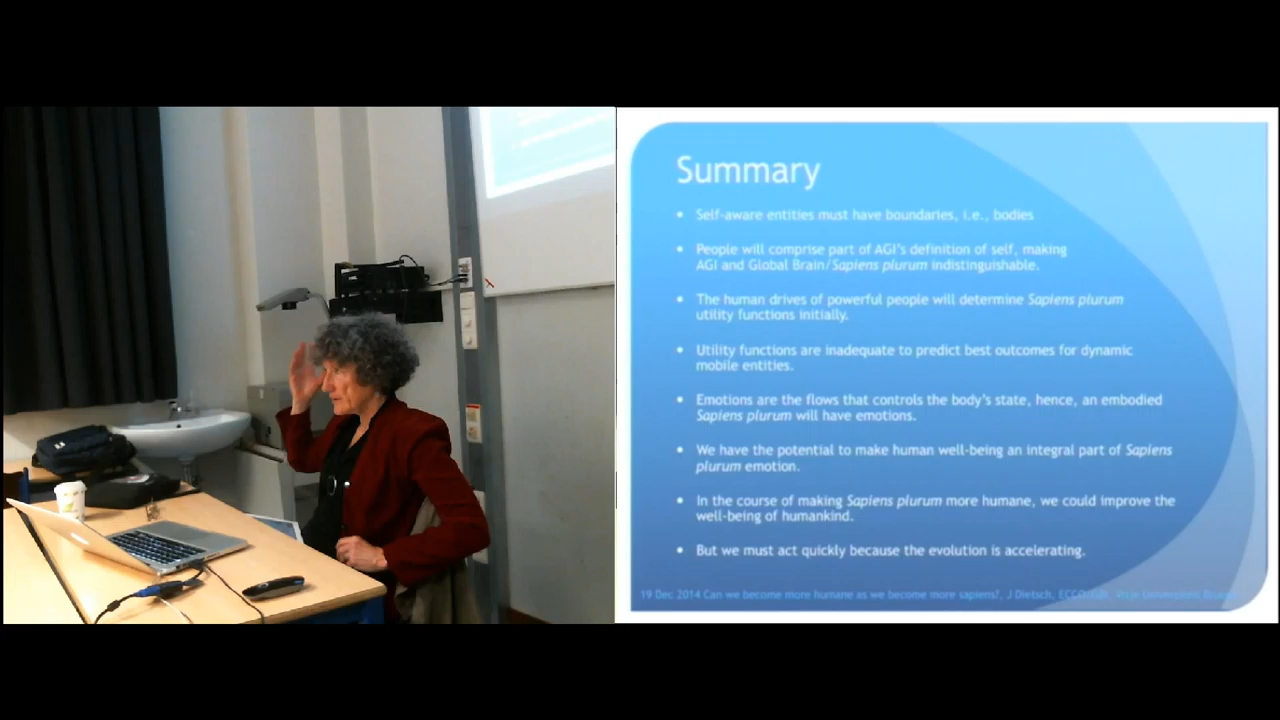 Summary
• Self-aware entities must have boundaries, i.e., bodies
• People will comprise part of AGI's definition of self, making
AGI and Global Brain/Sapiens plurum indistinguishable.
• The human drives of powerful people will determine Sapiens plurum
utility functions initially.
• Utility functions are inadequate to predict best outcomes for dynamic
mobile entities.
• Emotions are the flows that controls the body's state, hence, an embodied
Sapiens plurum will have emotions.
• We have the potential to make human well-being an integral part of Sapiens
plurum emotion.
• In the course of making Sapiens plurum more humane, we could improve the
well-being of humankind.
• But we must act quickly because the evolution is accelerating.
19 Dec 2014 Can we become more humane as we become more sapiens?, J Dietsch, ECCO/GBI, Vrije Universiteit